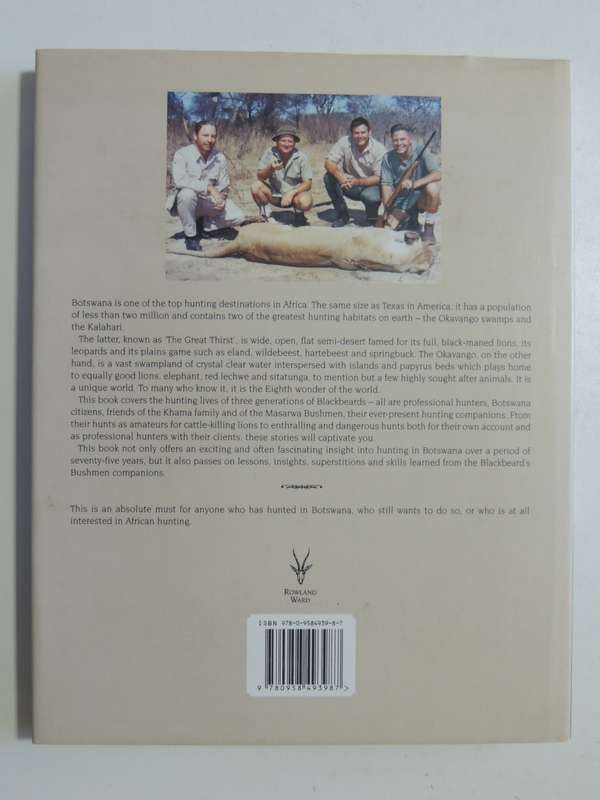 Botswana is one of the top hunting destinations in Africa. The same size as Texas in America, it has a population
of less than two million and contains two of the greatest hunting habitats on earth – the Okavango swamps and
the Kalahari.
The latter, known as 'The Great Thirst', is wide, open, flat semi-desert famed for its full, black-maned lions, its
leopards and its plains game such as eland, wildebeest, hartebeest and springbuck. The Okavango, on the other
hand, is a vast swampland of crystal clear water interspersed with islands and papyrus beds which plays home
to equally good lions, elephant, red lechwe and sitatunga, to mention but a few highly sought after animals. It is
a unique world. To many who know it, it is the Eighth wonder of the world.
This book covers the hunting lives of three generations of Blackbeards – all are professional hunters, Botswana
citizens, friends of the Khama family and of the Masarwa Bushmen, their ever-present hunting companions. From
their hunts as amateurs for cattle-killing lions to enthralling and dangerous hunts both for their own account and
as professional hunters with their clients, these stories will captivate you.
This book not only offers an exciting and often fascinating insight into hunting in Botswana over a period of
seventy-five years, but it also passes on lessons, insights, superstitions and skills learned from the Blackbeard's
Bushmen companions.
This is an absolute must for anyone who has hunted in Botswana, who still wants to do so, or who is at all
interested in African hunting.
ROWLAND
WARD
ISBN 978-0-9584939-8-7
9 780958 493987 >